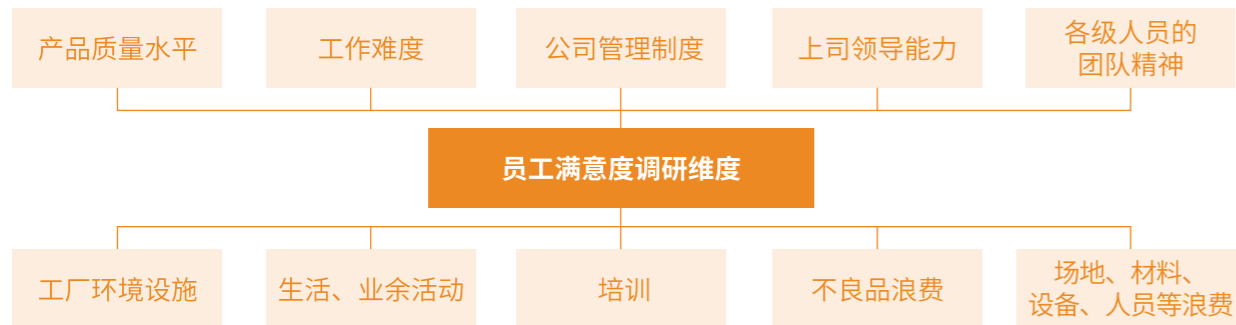 产品质量水平
工作难度
公司管理制度
上司领导能力
各级人员的
团队精神
员工满意度调研维度
工厂环境设施
生活、业余活动
培训
不良品浪费
场地、材料、
设备、人员等浪费